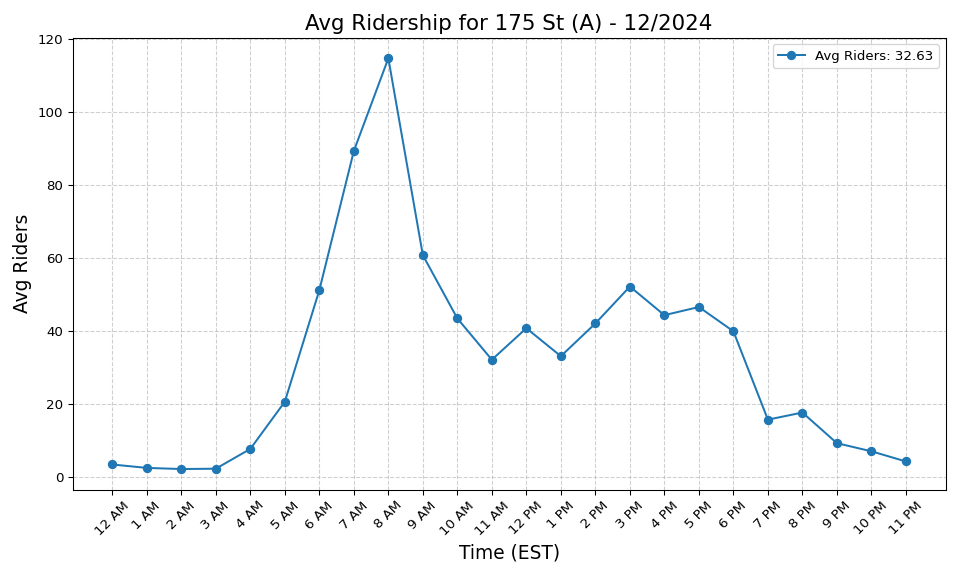 Avg Ridership for 175 St (A) - 12/2024
Avg Riders: 32.63
Avg Riders
120
100
80
60
40
20
0
12 AM
1 AM
2 AM
3 AM
4 AM
5 AM
6 AM
7 AM
8 AM
9 AM
10 AM
11 AM
12 PM
1 PM
2 PM
3 PM
4 PM
5 PM
6 PM
7 PM
8 PM
9 PM
10 PM
11 PM
Time (EST)